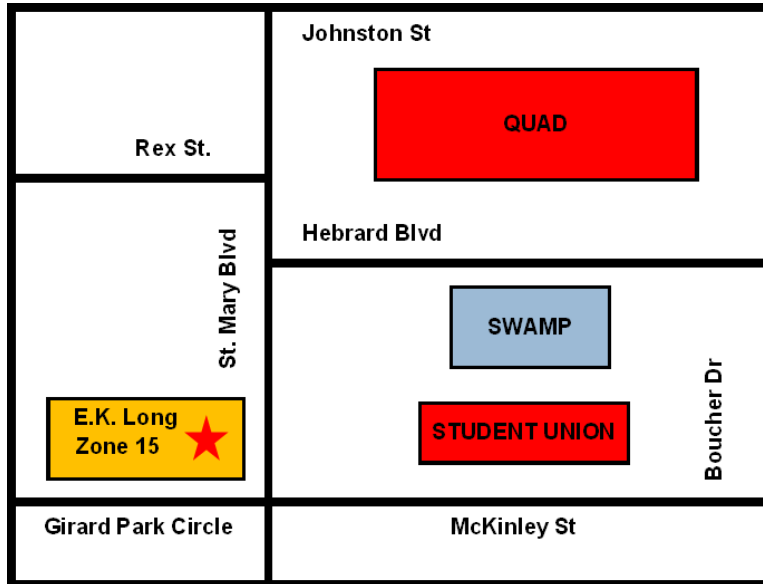 Johnston St
QUAD
Rex St.
Hebrard Blvd
St. Mary Blvd
SWAMP
Boucher Dr
E.K. Long
Zone 15
STUDENT UNION
Girard Park Circle
McKinley St